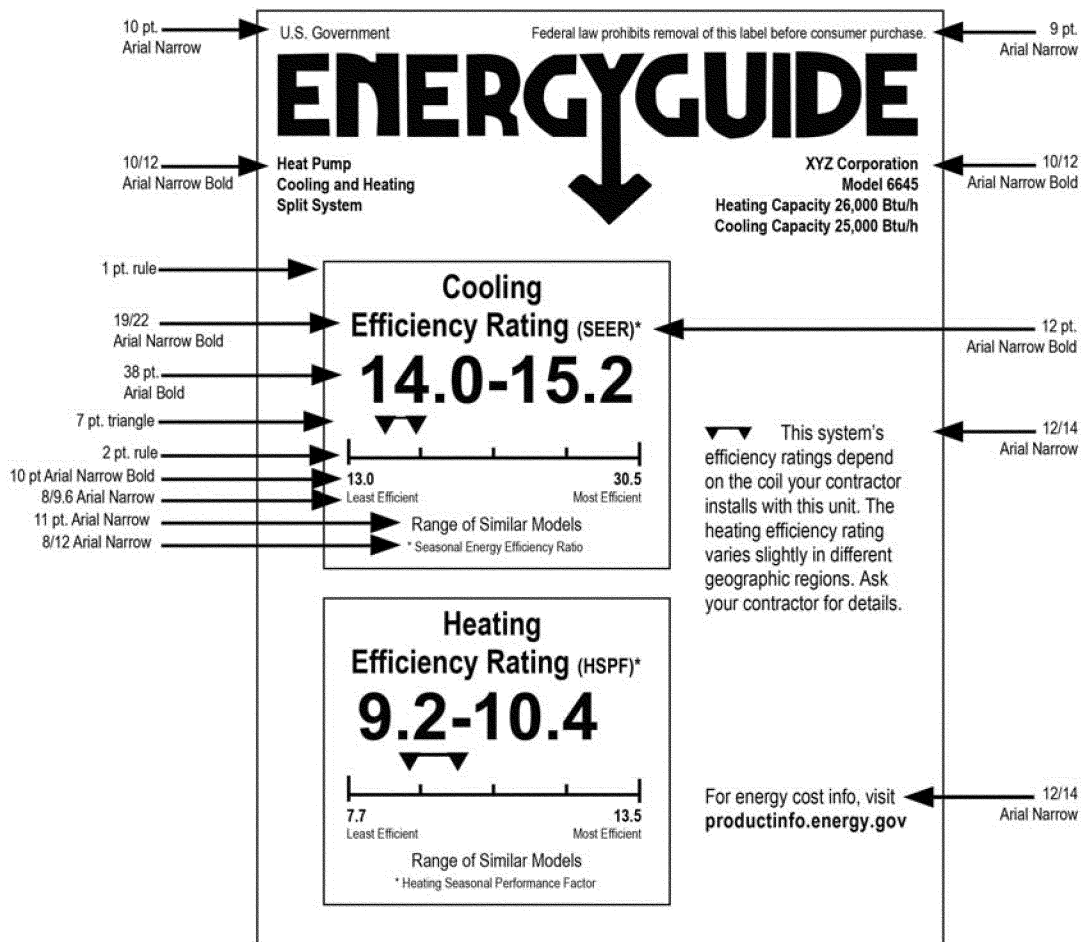 10 pt.
Arial Narrow
U.S. Government
Federal law prohibits removal of this label before consumer purchase.
9 pt.
Arial Narrow
ENERGYGUIDE
10/12
Arial Narrow Bold
Heat Pump
Cooling and Heating
Split System
XYZ Corporation
Model 6645
Heating Capacity 26,000 Btu/h
Cooling Capacity 25,000 Btu/h
10/12
Arial Narrow Bold
1 pt. rule
19/22
Arial Narrow Bold
38 pt.
Arial Bold
7 pt. triangle
2 pt. rule
10 pt Arial Narrow Bold
8/9.6 Arial Narrow
11 pt. Arial Narrow
8/12 Arial Narrow
Cooling
Efficiency Rating (SEER)*
14.0-15.2
13.0
30.5
Least Efficient
Most Efficient
Range of Similar Models
* Seasonal Energy Efficiency Ratio
12 pt.
Arial Narrow Bold
This system's
efficiency ratings depend
on the coil your contractor
installs with this unit. The
heating efficiency rating
varies slightly in different
geographic regions. Ask
your contractor for details.
12/14
Arial Narrow
Heating
Efficiency Rating (HSPF)*
9.2-10.4
7.7
13.5
Least Efficient
Most Efficient
Range of Similar Models
* Heating Seasonal Performance Factor
For energy cost info, visit
productinfo.energy.gov
12/14
Arial Narrow